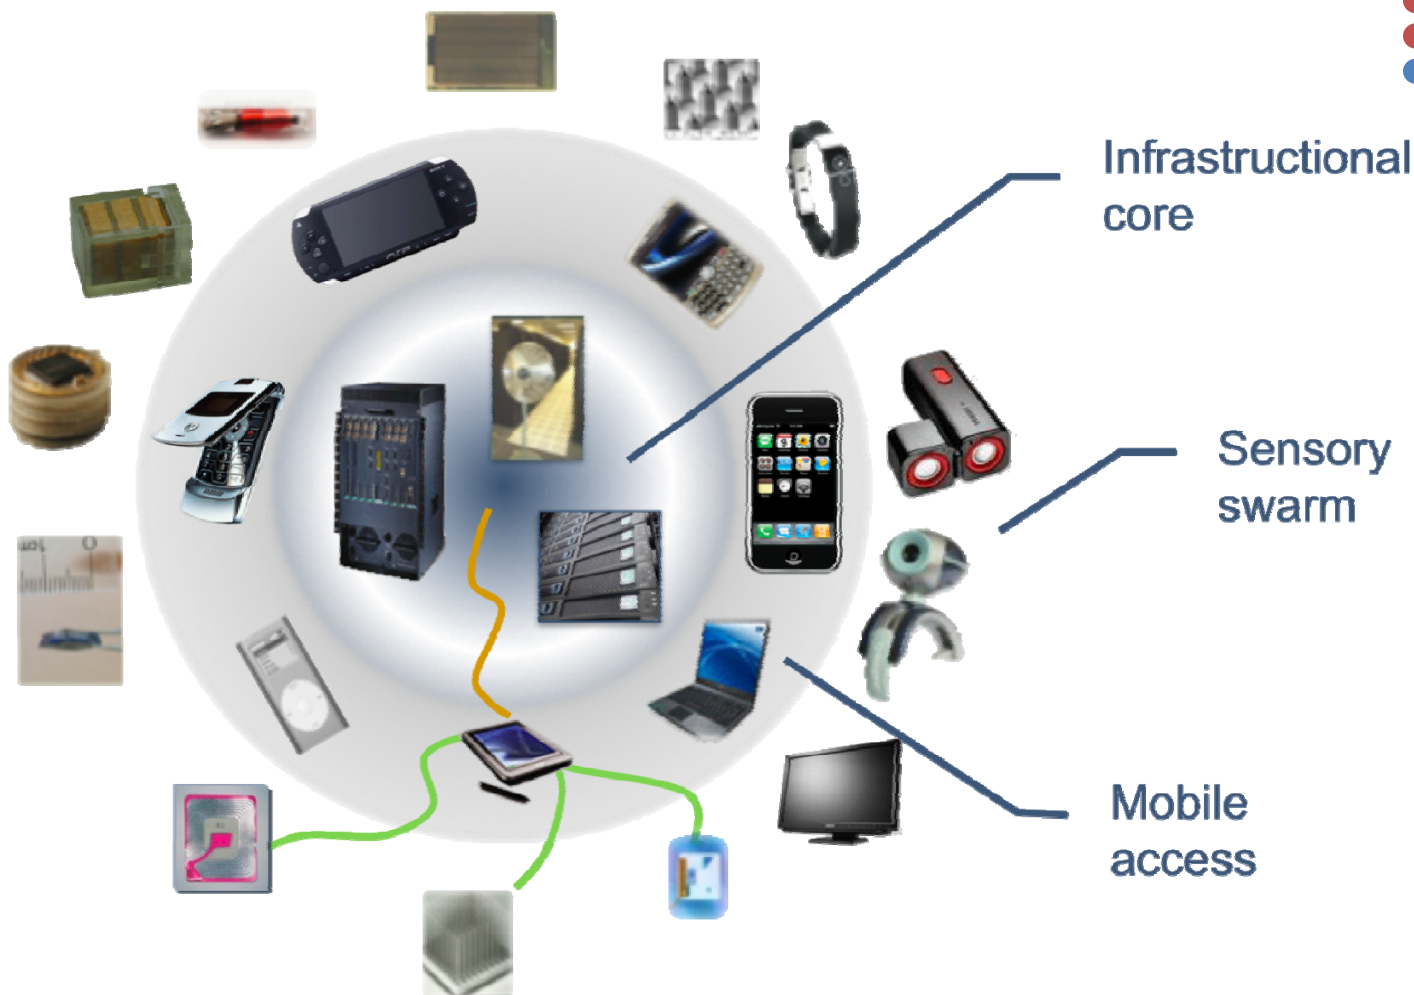 Infrastructional
core
Sensory
swarm
Mobile
access